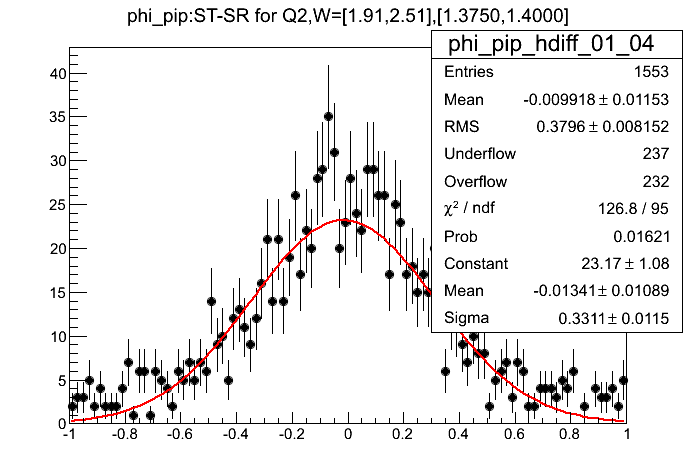 phi_pip:ST-SR for Q2,W=[1.91,2.51],[1.3750,1.4000]
phi_pip_hdiff_01_04
Entries 1553
Mean -0.009918 ± 0.01153
RMS 0.3796 ± 0.008152
Underflow 237
Overflow 232
χ² / ndf 126.8 / 95
Prob 0.01621
Constant 23.17 ± 1.08
Mean -0.01341 ± 0.01089
Sigma 0.3311 ± 0.0115
40
35
30
25
20
15
10
5
0
-1 -0.8 -0.6 -0.4 -0.2 0 0.2 0.4 0.6 0.8 1